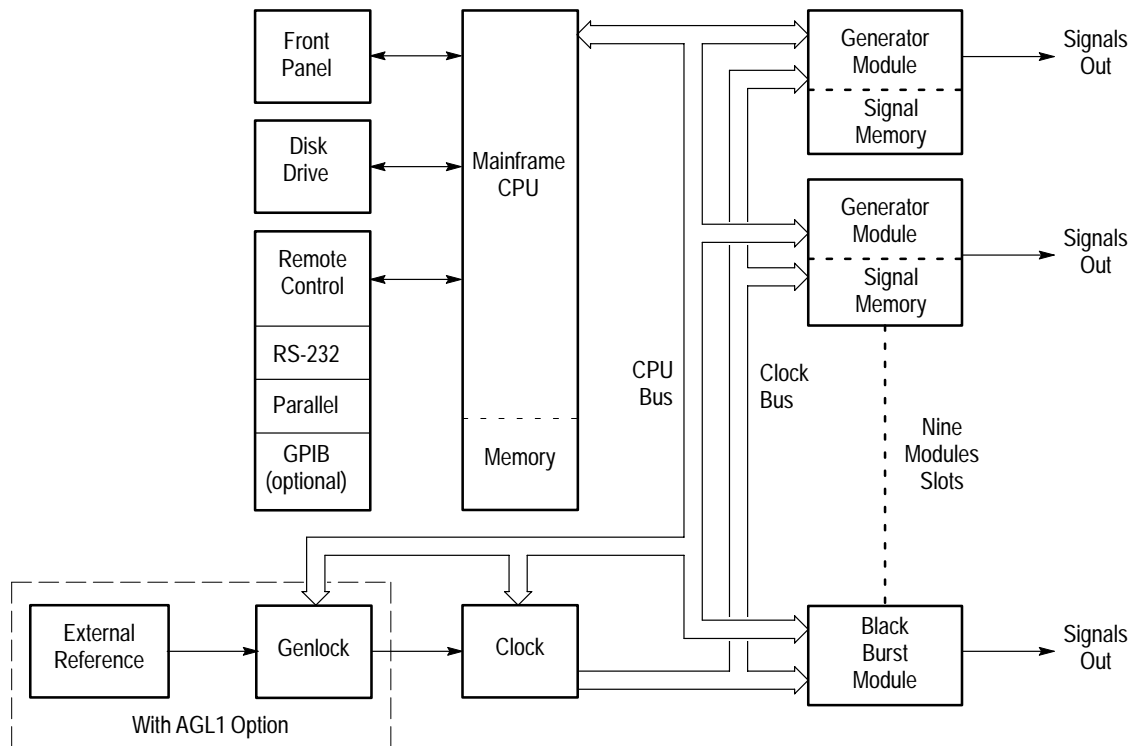 Front
Panel
Disk
Drive
Remote
Control
RS-232
Parallel
GPIB
(optional)
Mainframe
CPU
Memory
Generator
Module
Signal
Memory
Signals
Out
Generator
Module
Signal
Memory
Signals
Out
CPU
Bus
Clock
Bus
Nine
Modules
Slots
External
Reference
Genlock
Clock
Black
Burst
Module
Signals
Out
With AGL1 Option